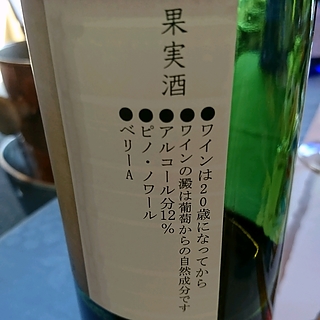 果実酒
●ワインは20歳になってから
●ワインの澱は葡萄からの自然成分です
●アルコール分12%
●ピノ・ノワール
●ベリーA